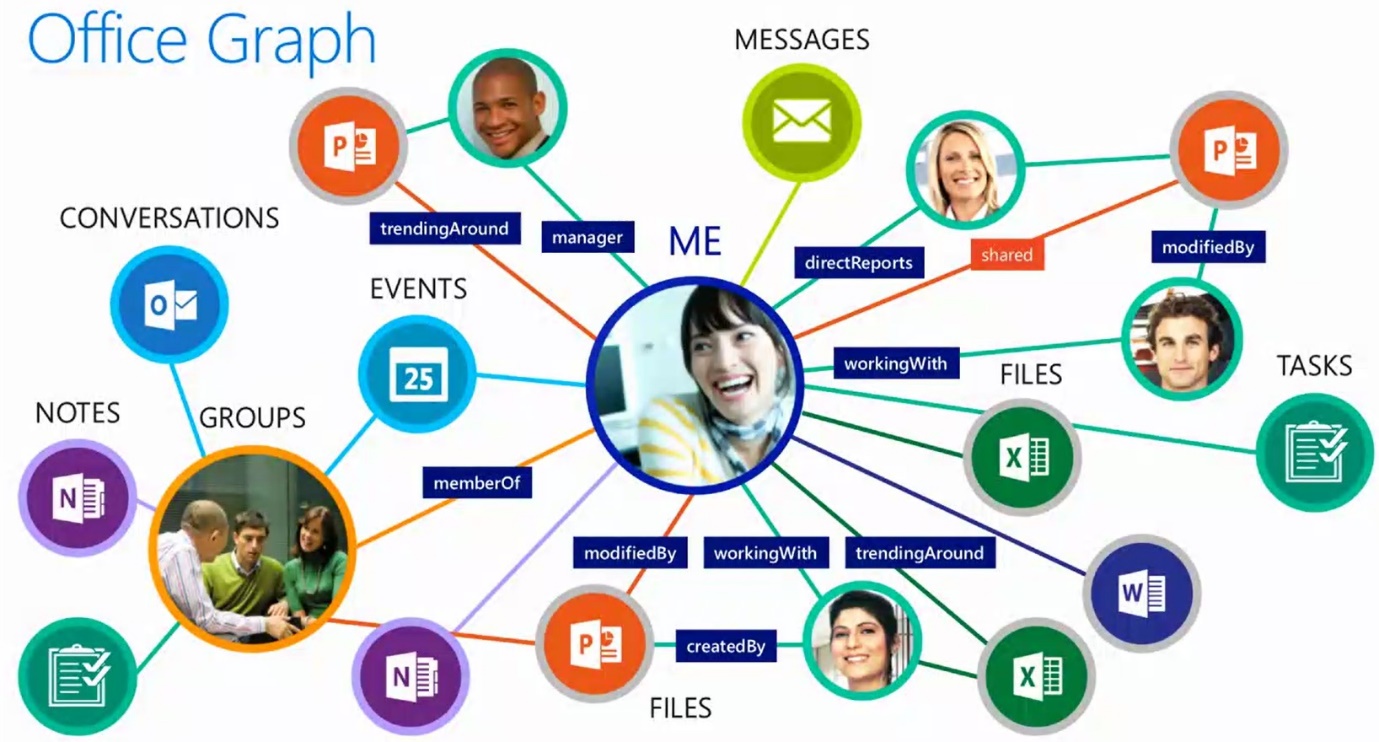 Office Graph
MESSAGES
P
P
CONVERSATIONS
trendingAround
manager
ME
shared
modifiedBy
directReports
EVENTS
O
25
workingWith
FILES
TASKS
NOTES
GROUPS
X
memberOf
N
modifiedBy
workingWith
trendingAround
W
P
createdBy
N
X
FILES